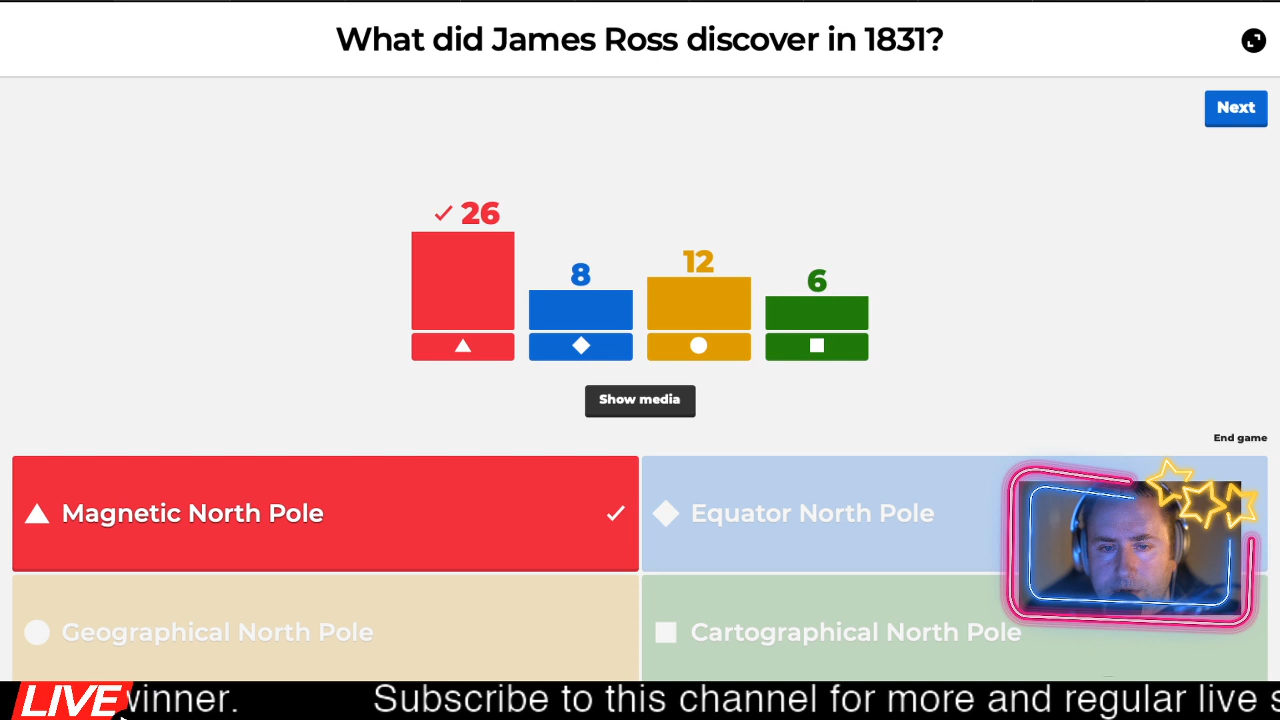 What did James Ross discover in 1831?
Next
26
8
12
6
Show media
End game
Magnetic North Pole
Equator North Pole
Geographical North Pole
Cartographical North Pole
LIVE winner. Subscribe to this channel for more and regular live s